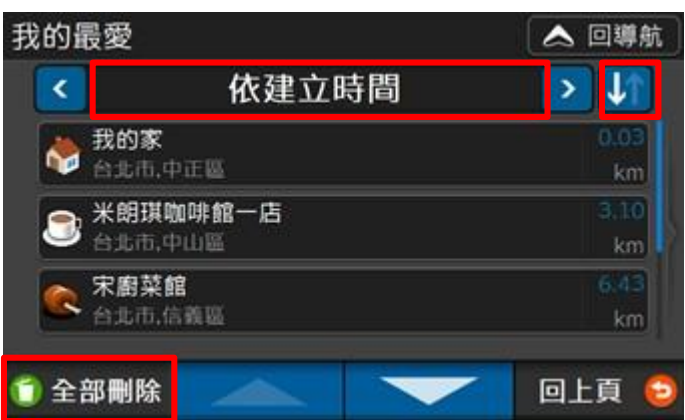 我的最愛
回導航
依建立時間
我的家
0.03
台北市,中正區
km
米朗琪咖啡館一店
3.10
台北市,中山區
km
宋廚菜館
6.43
台北市,信義區
km
全部刪除
回上頁